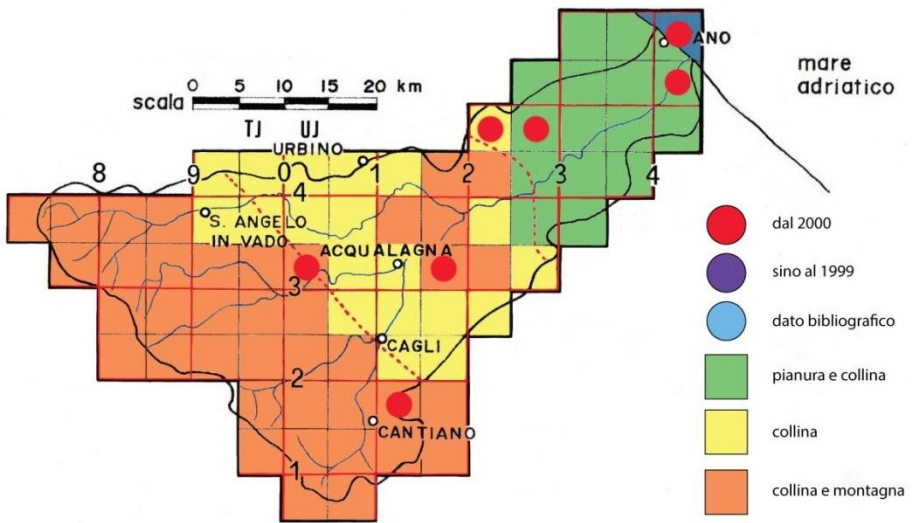 0 5 10 15 20 km
scala
TJ UJ
ANO
mare
adriatico
URBINO
8 9 0 1 2 3 4
4
S. ANGELO
IN VADO
ACQUALAGNA
3
CAGLI
2
CANTIANO
1
dal 2000
sino al 1999
dato bibliografico
pianura e collina
collina
collina e montagna